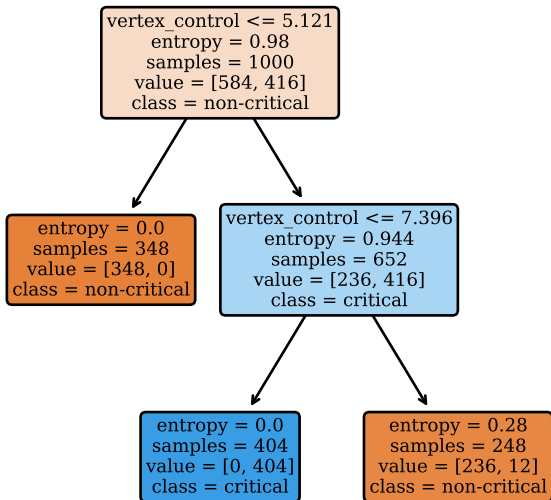 vertex_control <= 5.121
entropy = 0.98
samples = 1000
value = [584, 416]
class = non-critical
entropy = 0.0
samples = 348
value = [348, 0]
class = non-critical
vertex_control <= 7.396
entropy = 0.944
samples = 652
value = [236, 416]
class = critical
entropy = 0.0
samples = 404
value = [0, 404]
class = critical
entropy = 0.28
samples = 248
value = [236, 12]
class = non-critical